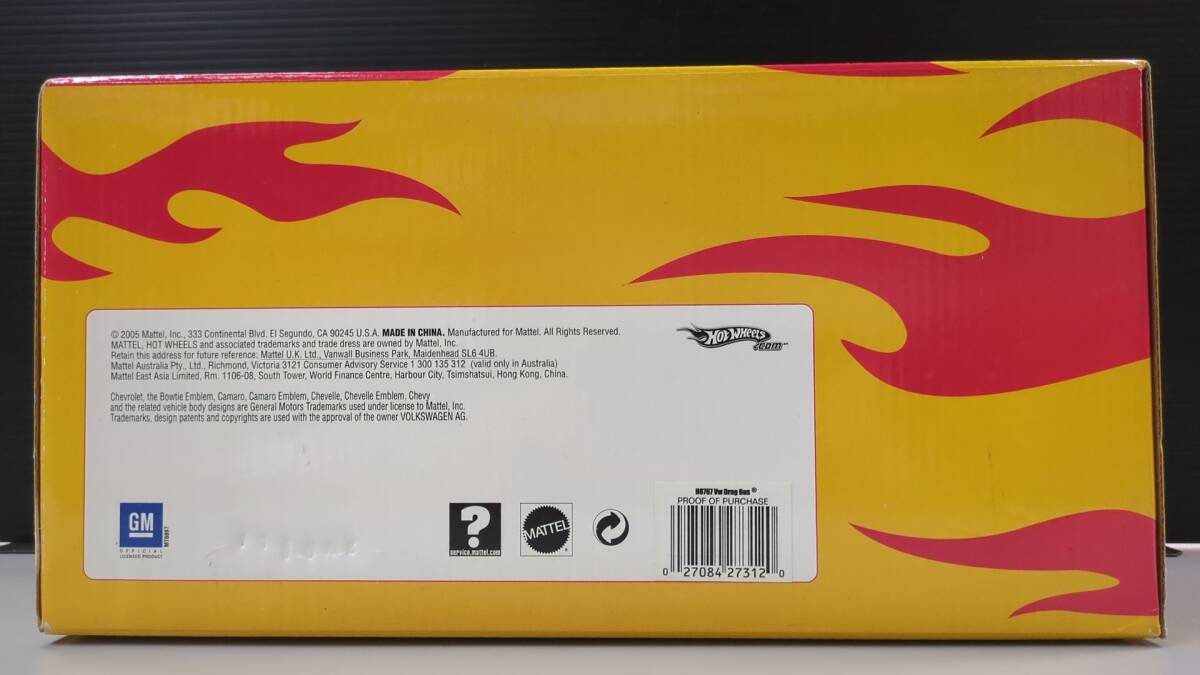 © 2005 Mattel, Inc., 333 Continental Blvd. El Segundo, CA 90245 U.S.A. MADE IN CHINA. Manufactured for Mattel. All Rights Reserved.
MATTEL, HOT WHEELS and associated trademarks and trade dress are owned by Mattel, Inc.
Retain this address for future reference: Mattel U.K. Ltd., Vanwall Business Park, Maidenhead SL6 4UB.
Mattel Australia Pty., Ltd., Richmond, Victoria 3121 Consumer Advisory Service 1 300 135 312 (valid only in Australia)
Mattel East Asia Limited, Rm. 1106-08, South Tower, World Finance Centre, Harbour City, Tsimshatsui, Hong Kong, China.
Chevrolet, the Bowtie Emblem, Camaro, Camaro Emblem, Chevelle, Chevelle Emblem, Chevy
and the related vehicle body designs are General Motors Trademarks used under license to Mattel, Inc.
Trademarks, design patents and copyrights are used with the approval of the owner VOLKSWAGEN AG.
HOT WHEELS
.com
GM
OFFICIAL
LICENSED PRODUCT
?
service.mattel.com
MATTEL
®
H8767 Vw Drag Bus ®
PROOF OF PURCHASE
0 27084 27312 0